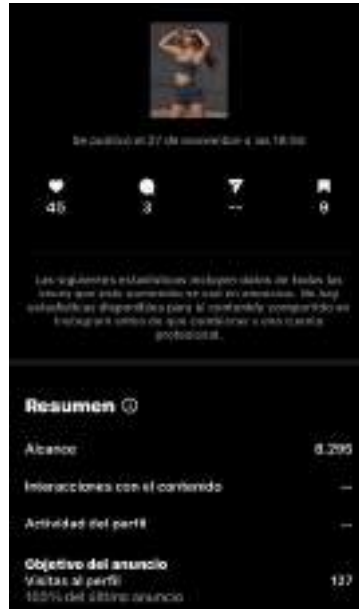 Se publicó el 27 de noviembre a las 18:
45 3 -- 9
Las siguientes estadísticas incluyen datos de todas las
veces que este contenido se usó en anuncios. No hay
estadísticas disponibles para el contenido compartido en
Instagram antes de que cambiaras a una cuenta
profesional.
Resumen
Alcance 8.296
Interacciones con el contenido --
Actividad del perfil --
Objetivo del anuncio
Visitas al perfil 137
100% del último anuncio